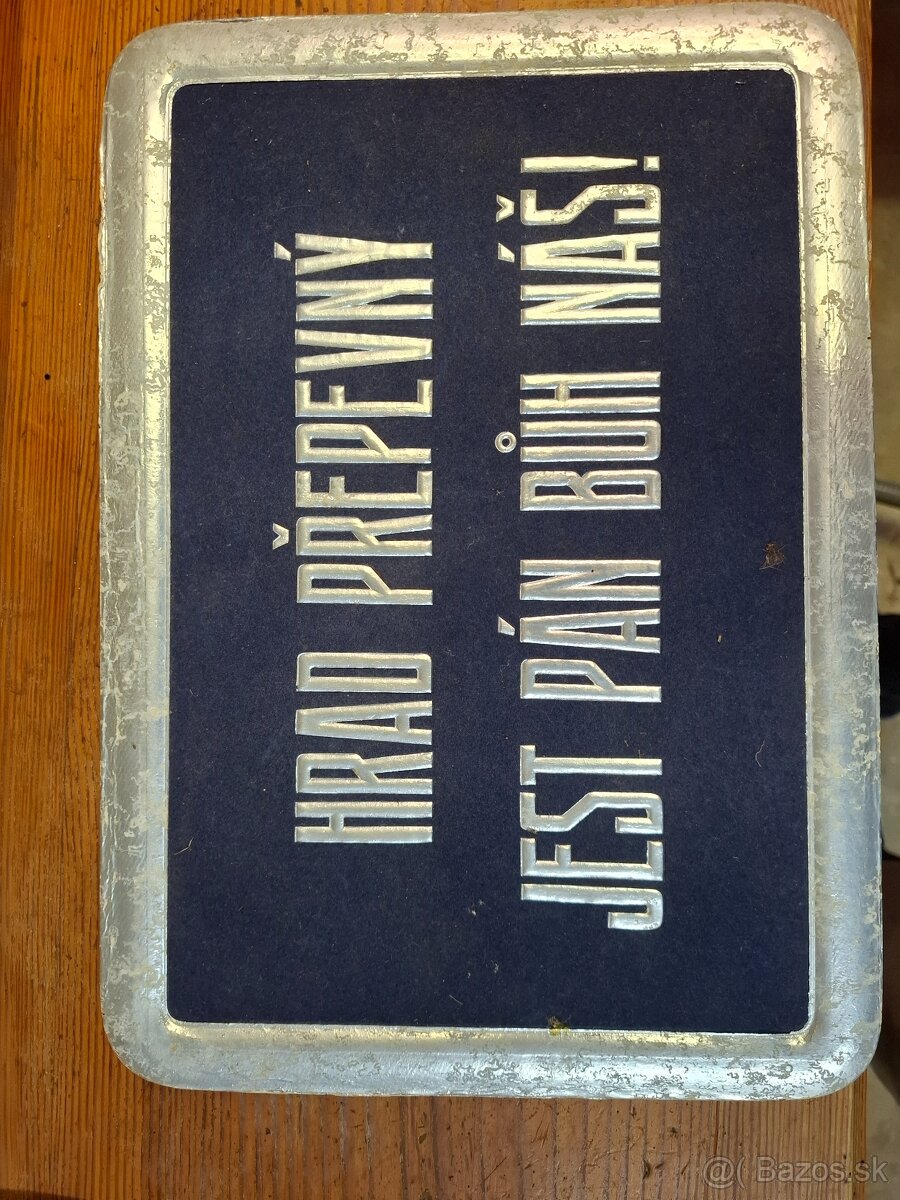 HRAD PŘEPEVNÝ
JEST PÁN BŮH NÁŠ!
@( Bazos.sk